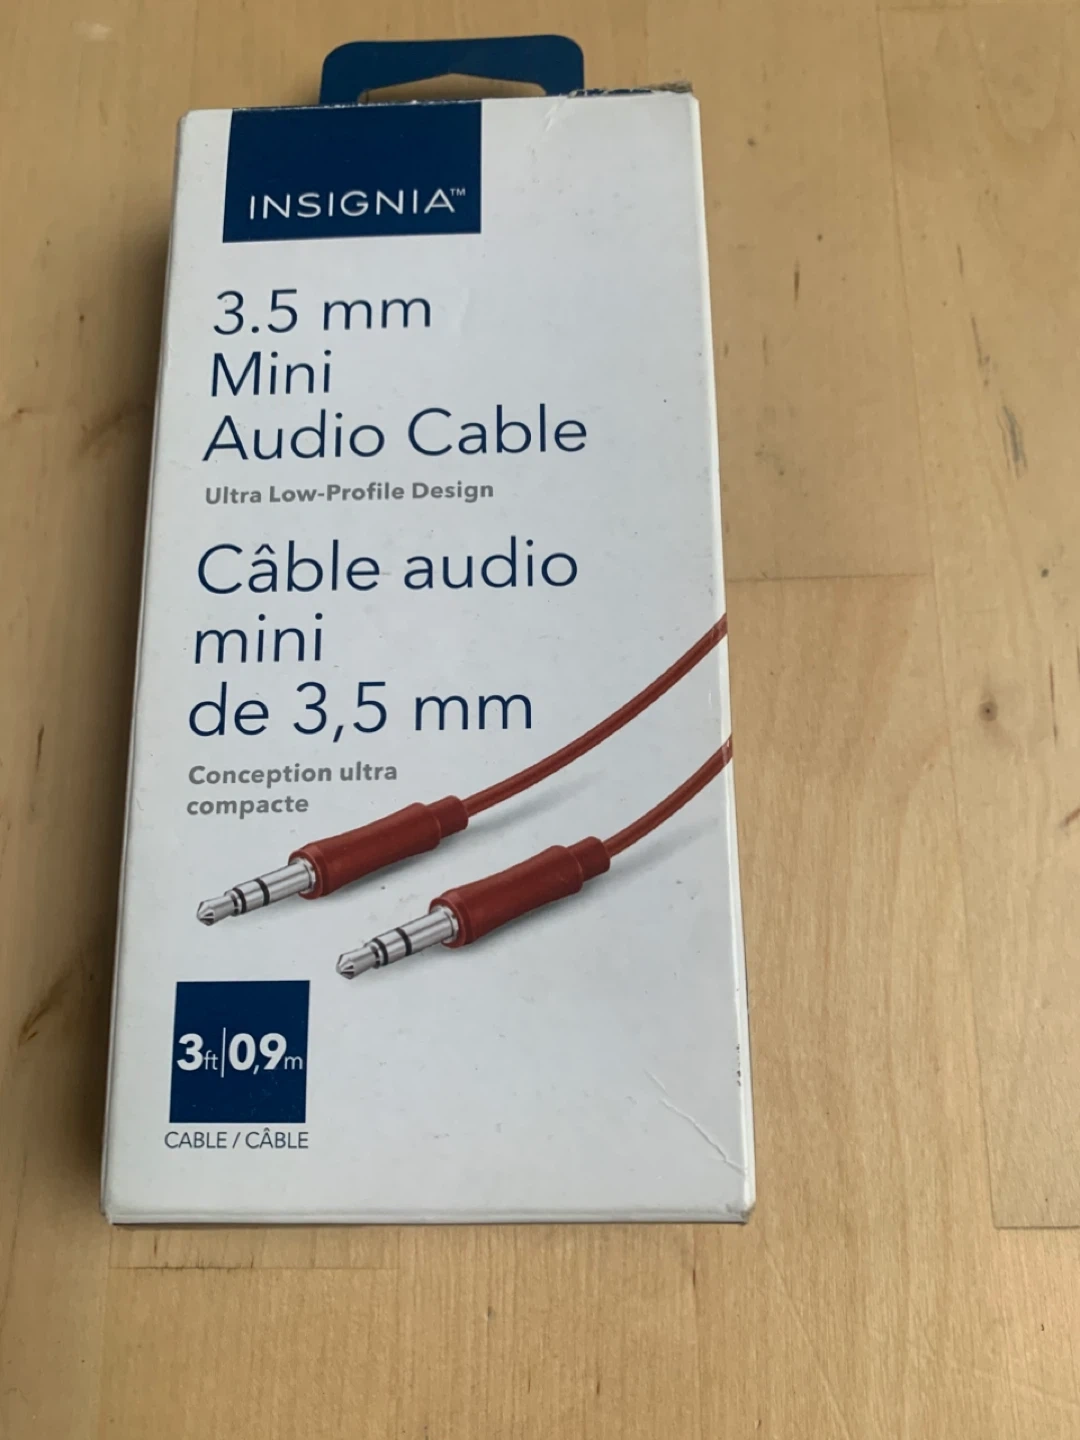 INSIGNIA™
3.5 mm
Mini
Audio Cable
Ultra Low-Profile Design
Câble audio
mini
de 3,5 mm
Conception ultra
compacte
3ft|0,9m
CABLE / CÂBLE